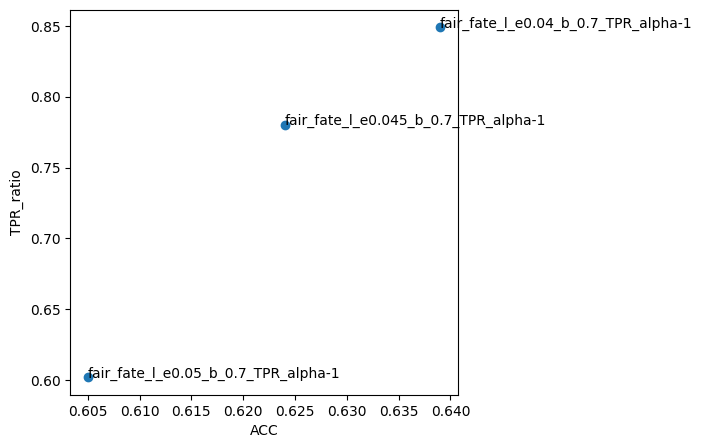 0.85
fair_fate_l_e0.04_b_0.7_TPR_alpha-1
0.80
fair_fate_l_e0.045_b_0.7_TPR_alpha-1
0.75
TPR_ratio
0.70
0.65
0.60
fair_fate_l_e0.05_b_0.7_TPR_alpha-1
0.605 0.610 0.615 0.620 0.625 0.630 0.635 0.640
ACC